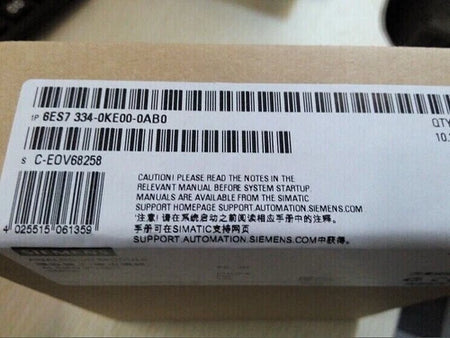 1P 6ES7 334-0KE00-0AB0
QTY
10.
S C-E0V68258
CAUTION! PLEASE READ THE NOTES IN THE
RELEVANT MANUAL BEFORE SYSTEM STARTUP.
MANUALS ARE AVAILABLE FROM THE SIMATIC
SUPPORT HOMEPAGE SUPPORT.AUTOMATION.SIEMENS.COM
注意! 请在系统启动之前阅读相应手册中的注释。
手册可在SIMATIC支持网页
SUPPORT.AUTOMATION.SIEMENS.COM中获得。
4 025515 061359
SIEMENS